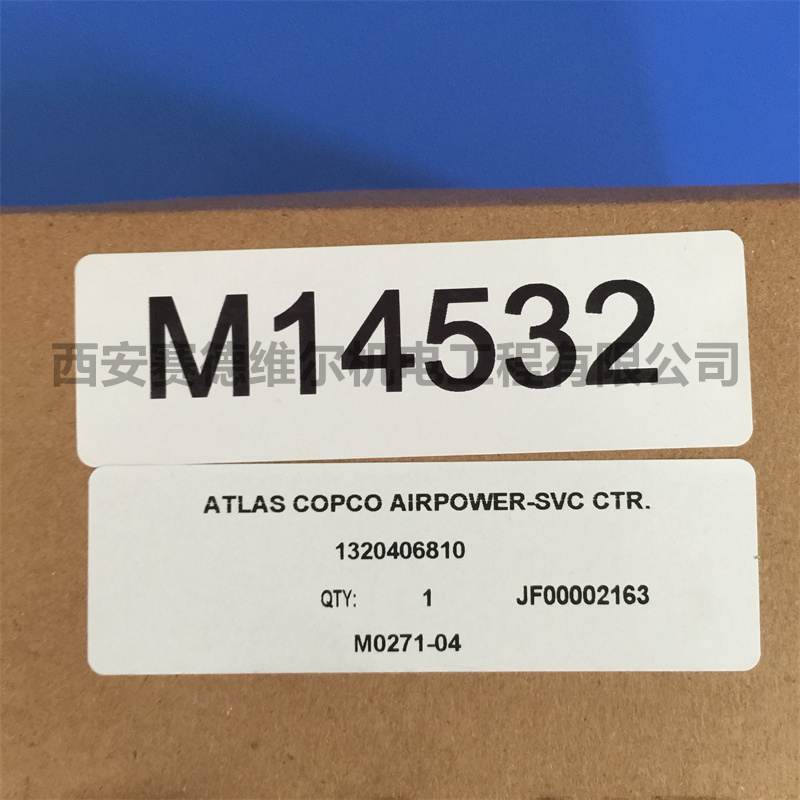 M14532
西安赛德维尔机电工程有限公司
ATLAS COPCO AIRPOWER-SVC CTR.
1320406810
QTY: 1 JF00002163
M0271-04